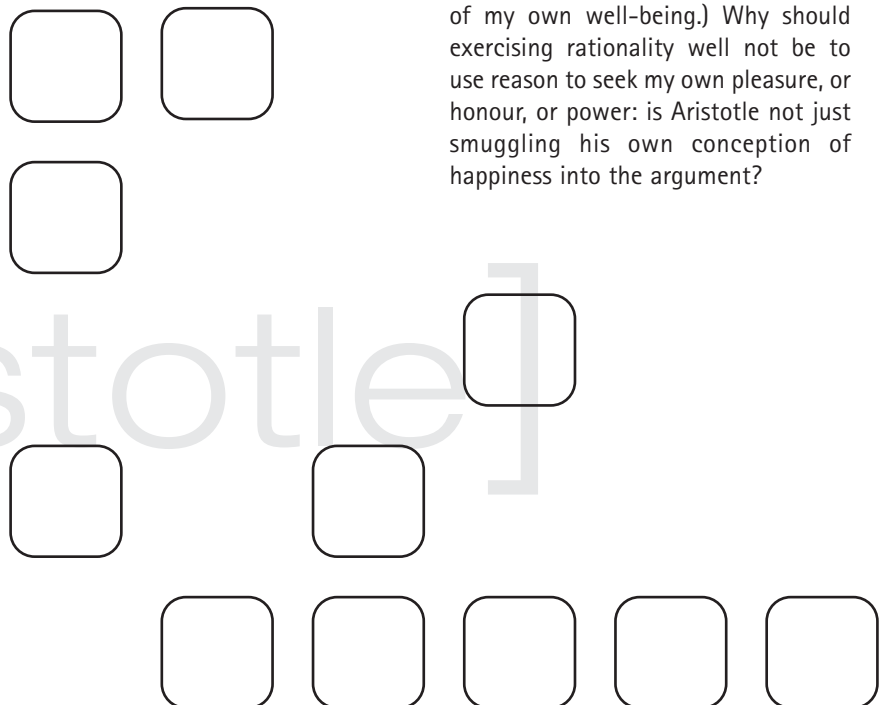 of my own well-being.) Why should
exercising rationality well not be to
use reason to seek my own pleasure, or
honour, or power: is Aristotle not just
smuggling his own conception of
happiness into the argument?
stotle]